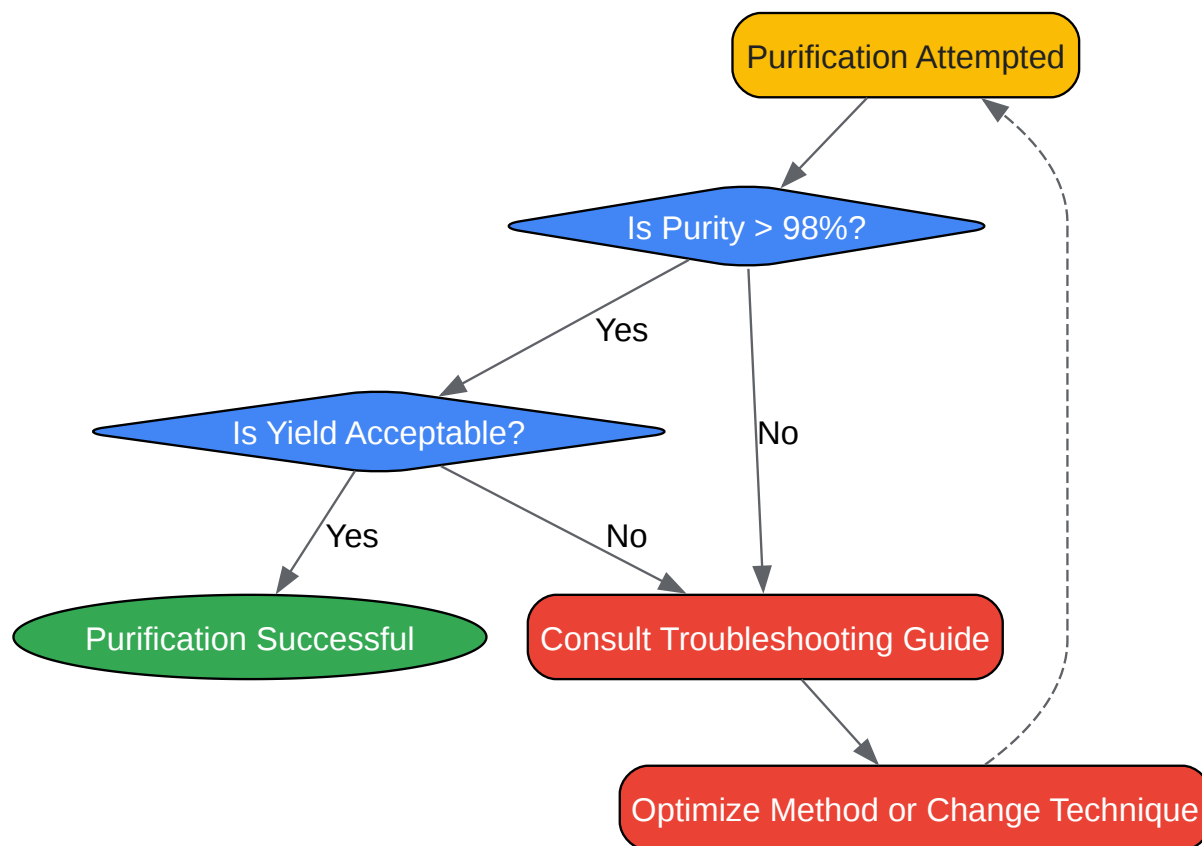 Purification Attempted
Is Purity > 98%?
Yes
Is Yield Acceptable?
No
Yes
No
Purification Successful
Consult Troubleshooting Guide
Optimize Method or Change Technique